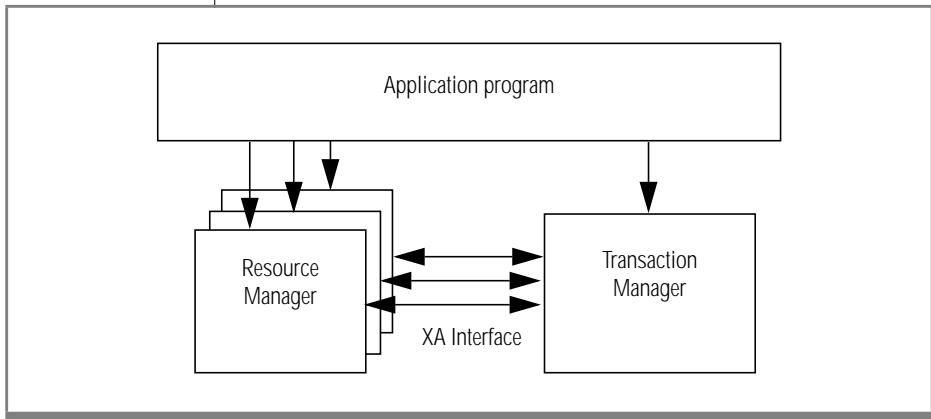 Application program
Resource
Manager
Transaction
Manager
XA Interface